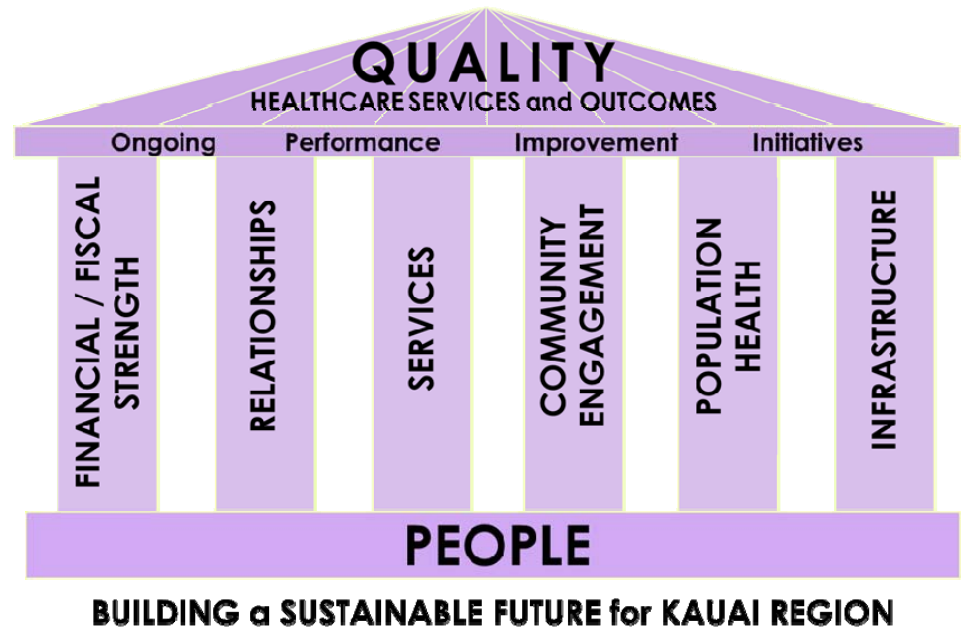 QUALITY
HEALTHCARE SERVICES and OUTCOMES
Ongoing Performance Improvement Initiatives
FINANCIAL / FISCAL
STRENGTH
RELATIONSHIPS
SERVICES
COMMUNITY
ENGAGEMENT
POPULATION
HEALTH
INFRASTRUCTURE
PEOPLE
BUILDING a SUSTAINABLE FUTURE for KAUAI REGION